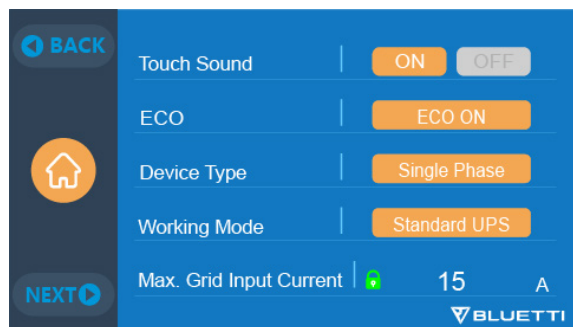 BACK
Touch Sound ON OFF
ECO ECO ON
Device Type Single Phase
Working Mode Standard UPS
Max. Grid Input Current 15 A
NEXT
BLUETTI